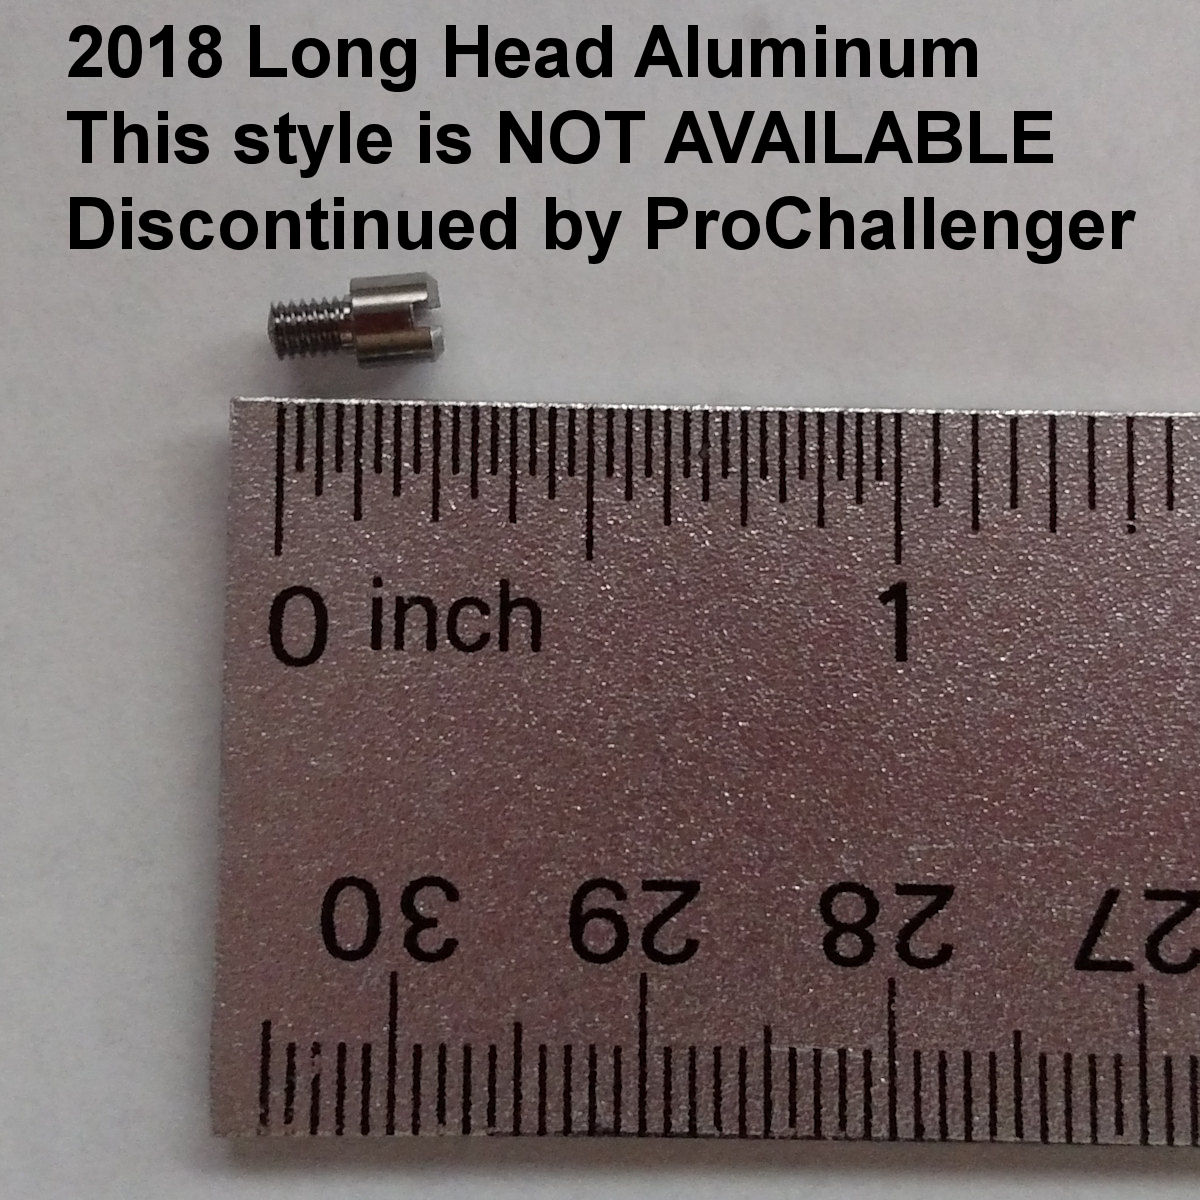 2018 Long Head Aluminum
This style is NOT AVAILABLE
Discontinued by ProChallenger
0 inch 1
30 29 28 27